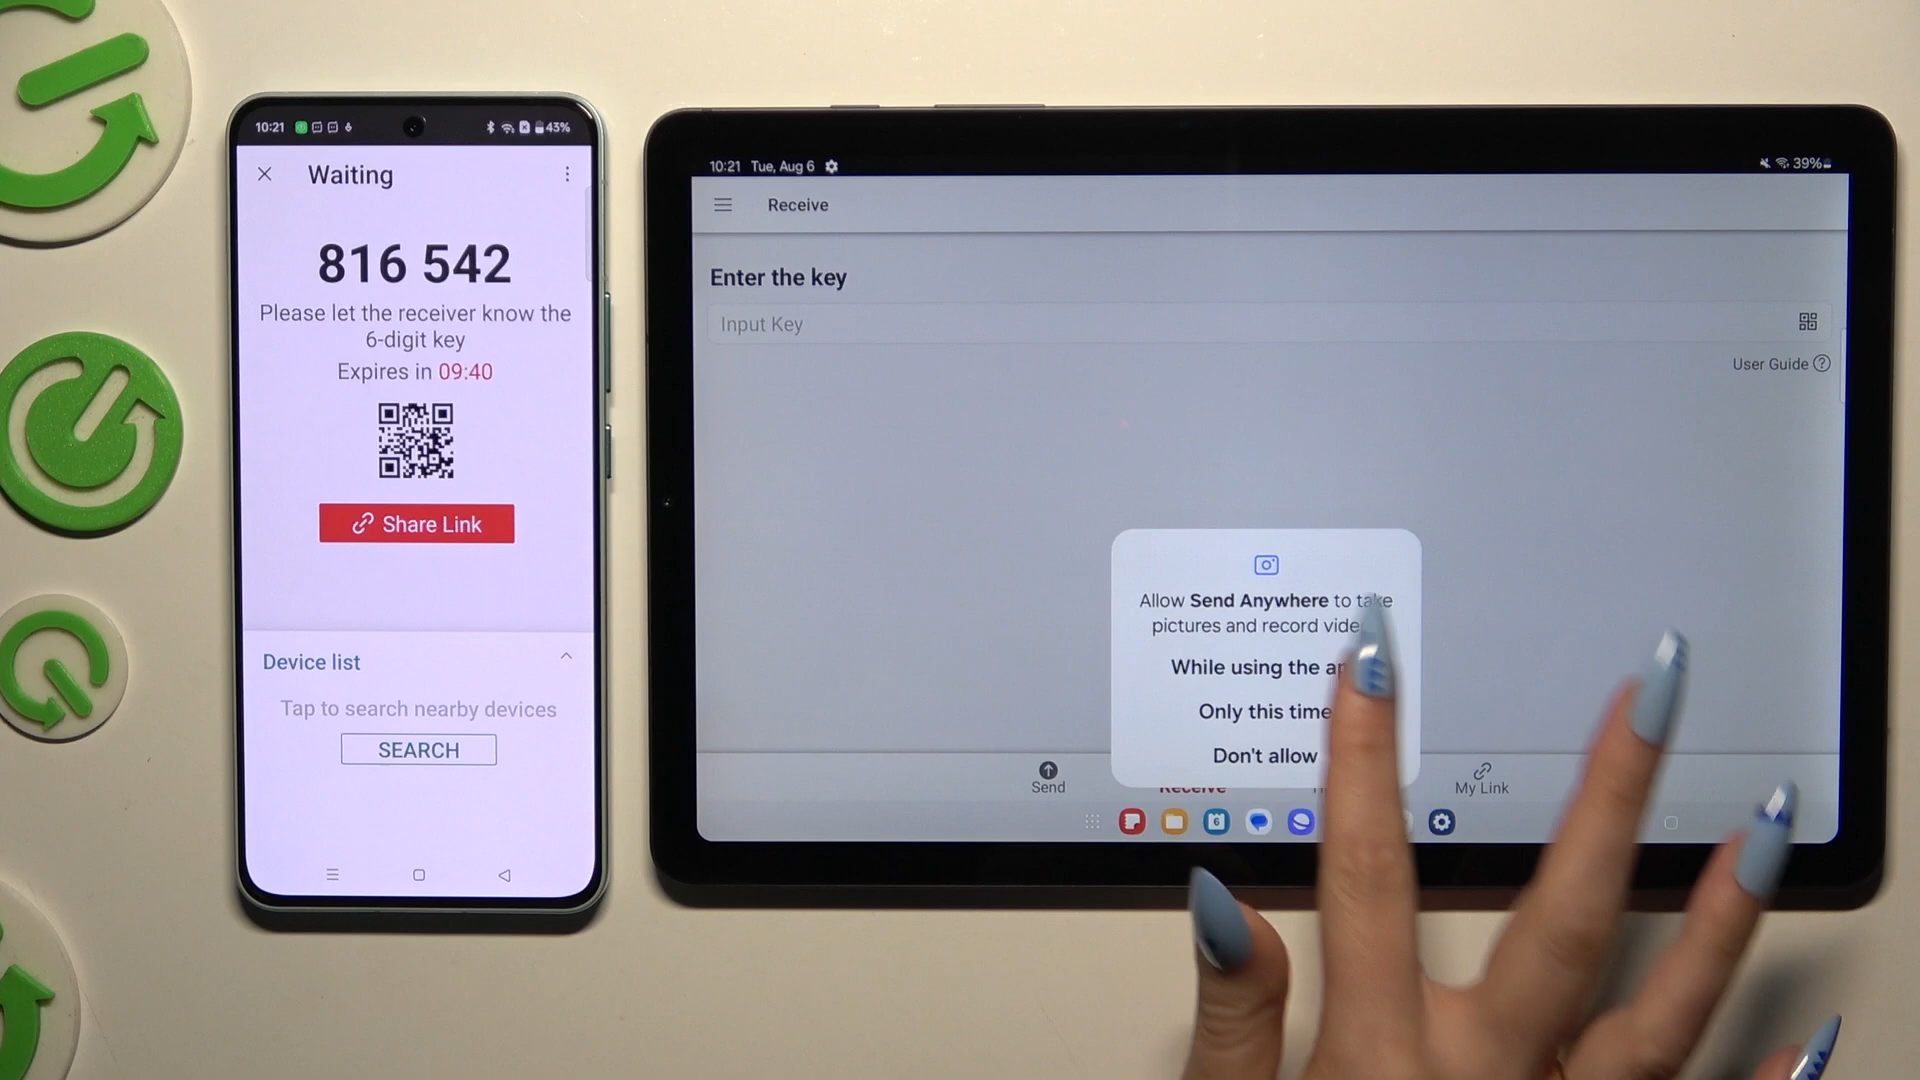 10:21
43%
Waiting
816 542
Please let the receiver know the
6-digit key
Expires in 09:40
Share Link
Device list
Tap to search nearby devices
SEARCH
10:21 Tue, Aug 6
39%
Receive
Enter the key
Input Key
User Guide ?
Allow Send Anywhere to take
pictures and record
While using the
Only this time
Don't allow
Send
Receive
My Link
6